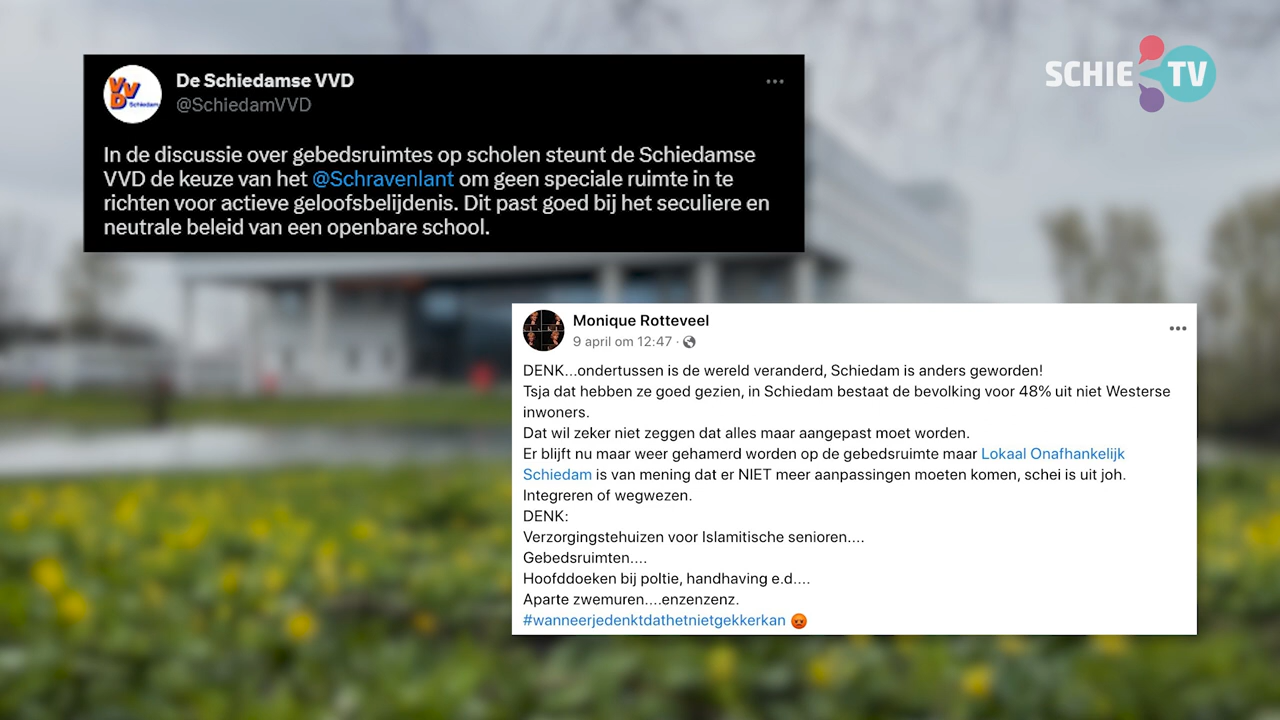 SCHIE TV
De Schiedamse VVD
@SchiedamVVD
In de discussie over gebedsruimtes op scholen steunt de Schiedamse
VVD de keuze van het @Schravenlant om geen speciale ruimte in te
richten voor actieve geloofsbelijdenis. Dit past goed bij het seculiere en
neutrale beleid van een openbare school.
VVD Schiedam
Monique Rotteveel
9 april om 12:47 ·
DENK...ondertussen is de wereld veranderd, Schiedam is anders geworden!
Tsja dat hebben ze goed gezien, in Schiedam bestaat de bevolking voor 48% uit niet Westerse
inwoners.
Dat wil zeker niet zeggen dat alles maar aangepast moet worden.
Er blijft nu maar weer gehamerd worden op de gebedsruimte maar Lokaal Onafhankelijk
Schiedam is van mening dat er NIET meer aanpassingen moeten komen, schei is uit joh.
Integreren of wegwezen.
DENK:
Verzorgingstehuizen voor Islamitische senioren....
Gebedsruimten....
Hoofddoeken bij poltie, handhaving e.d....
Aparte zwemuren....enzenzenz.
#wanneerjedenktdathetnietgekkerkan 😡